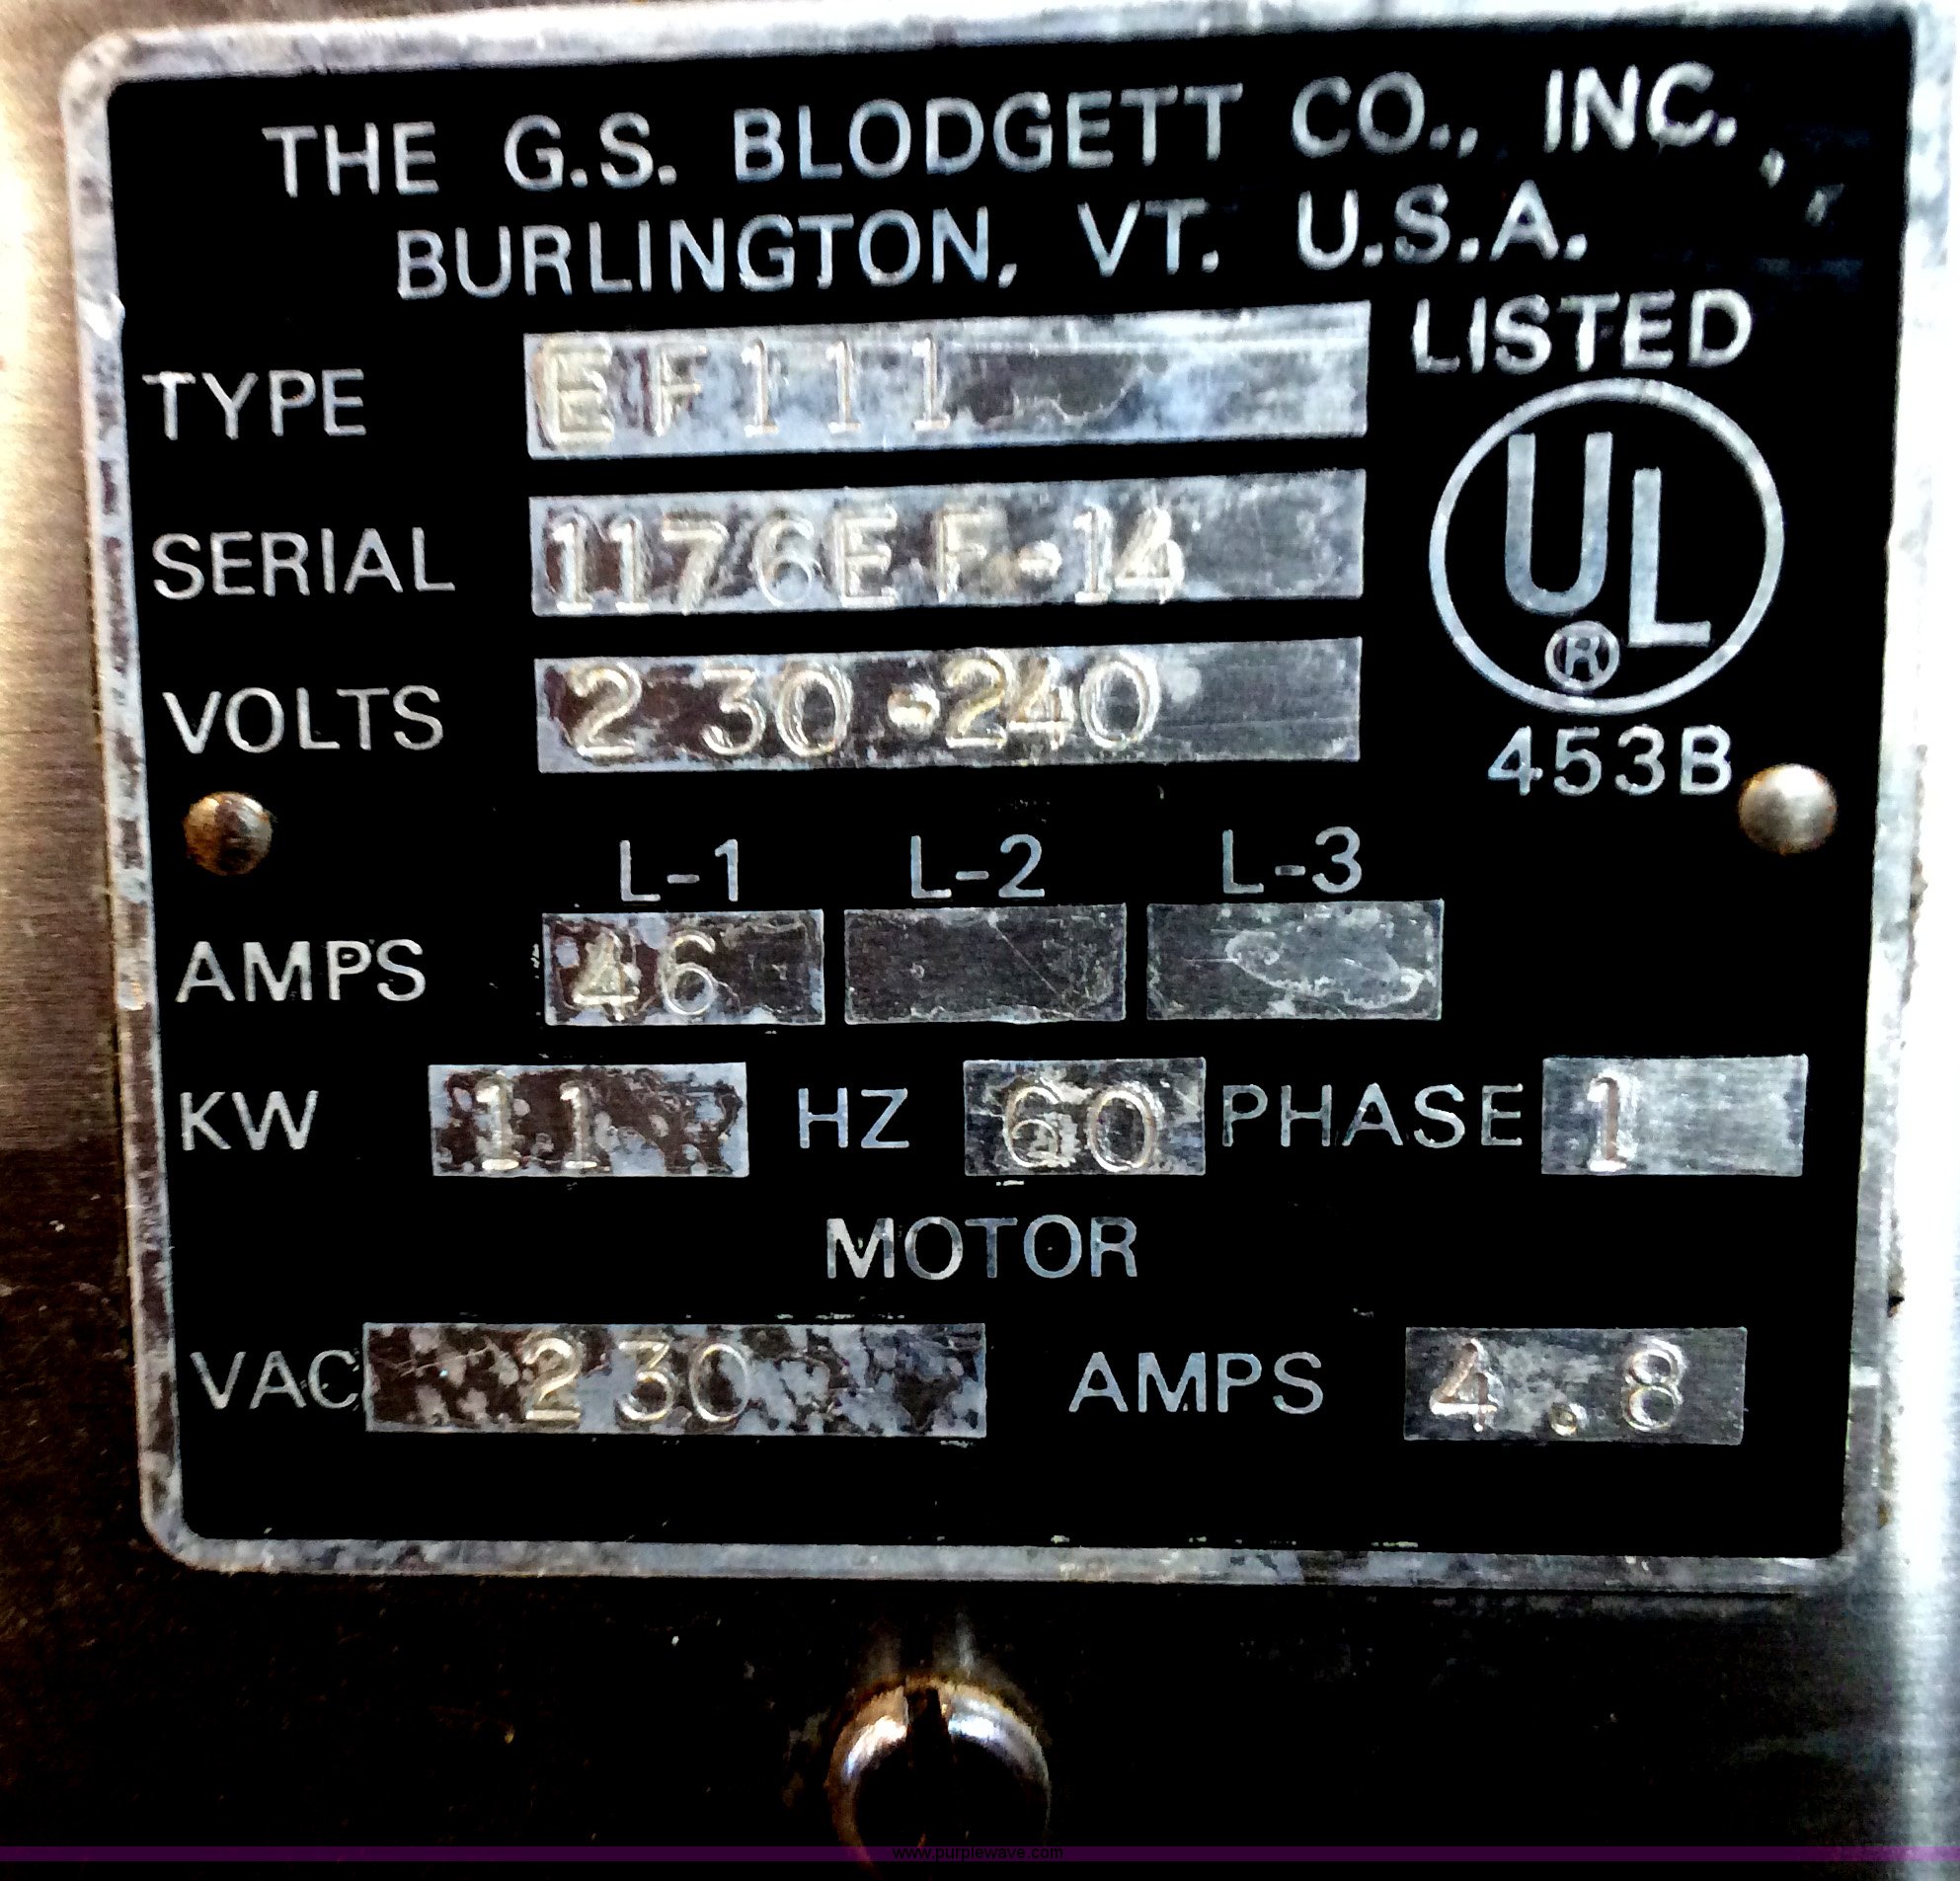 THE G.S. BLODGETT CO., INC.
BURLINGTON, VT. U.S.A.
TYPE EF111
LISTED
UL
®
453B
SERIAL 1176EF-14
VOLTS 230-240
L-1 L-2 L-3
AMPS 46
KW 11 HZ 60 PHASE 1
MOTOR
VAC 230 AMPS 4.8
www.purplewave.com